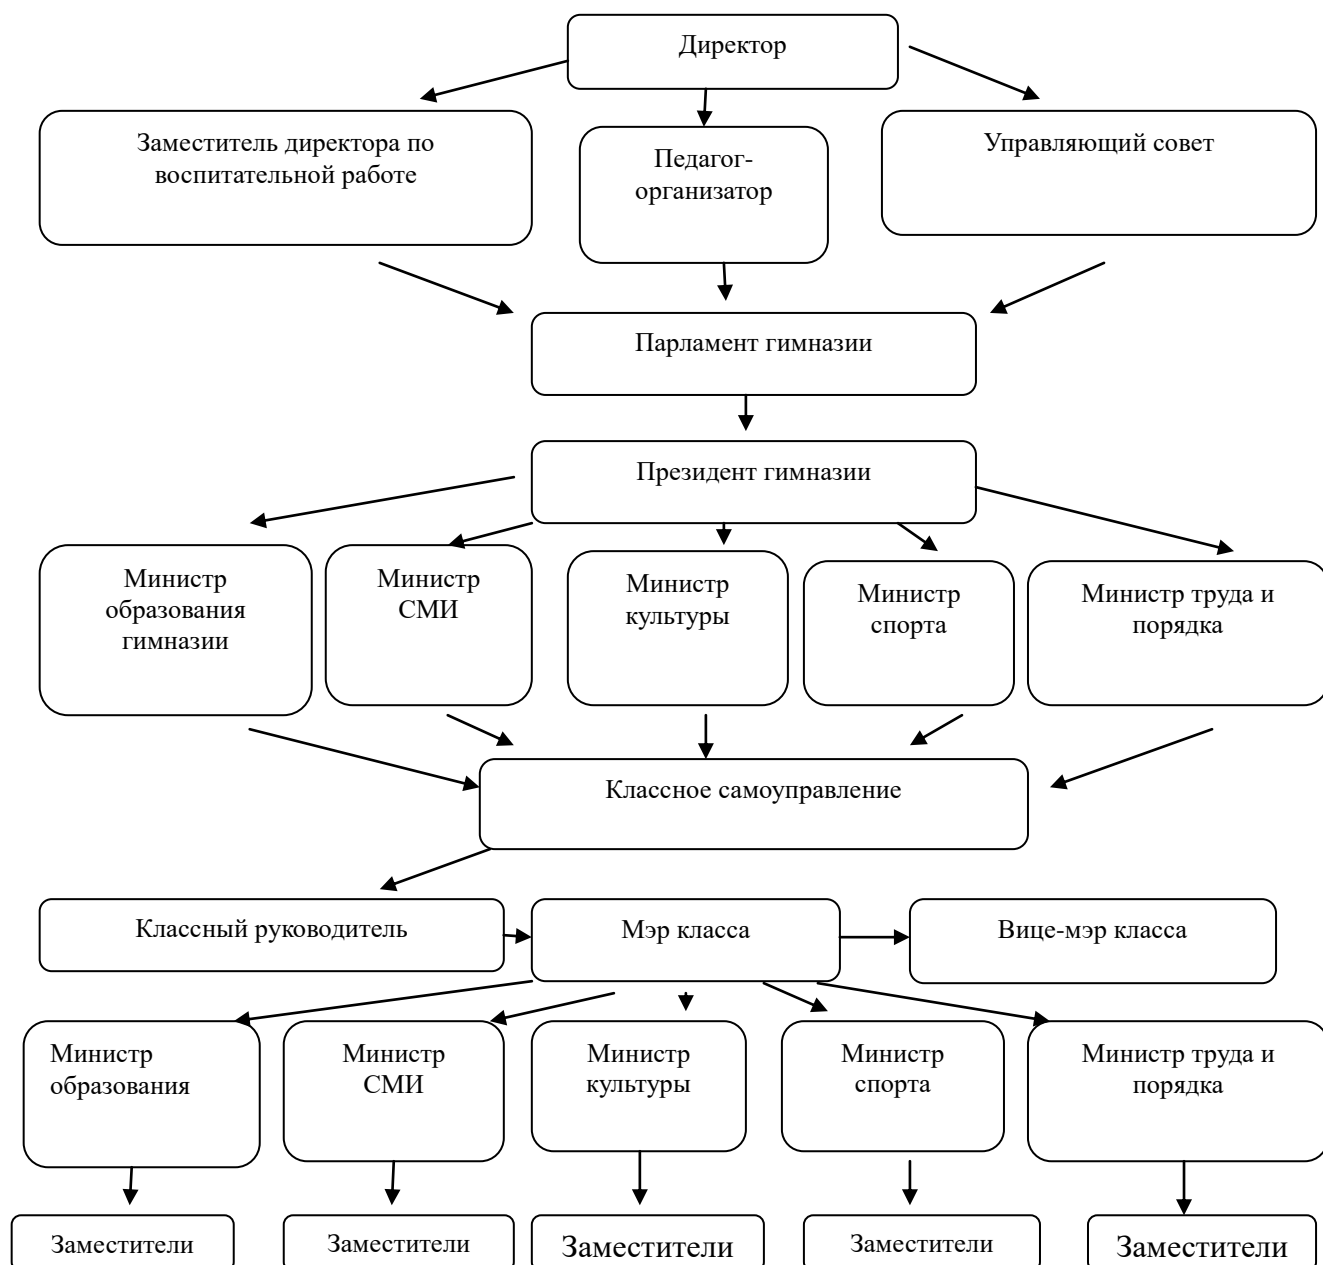 Директор
Заместитель директора по
воспитательной работе
Педагог-
организатор
Управляющий совет
Парламент гимназии
Президент гимназии
Министр
образования
гимназии
Министр
СМИ
Министр
культуры
Министр
спорта
Министр труда и
порядка
Классное самоуправление
Классный руководитель
Мэр класса
Вице-мэр класса
Министр
образования
Министр
СМИ
Министр
культуры
Министр
спорта
Министр труда и
порядка
Заместители
Заместители
Заместители
Заместители
Заместители